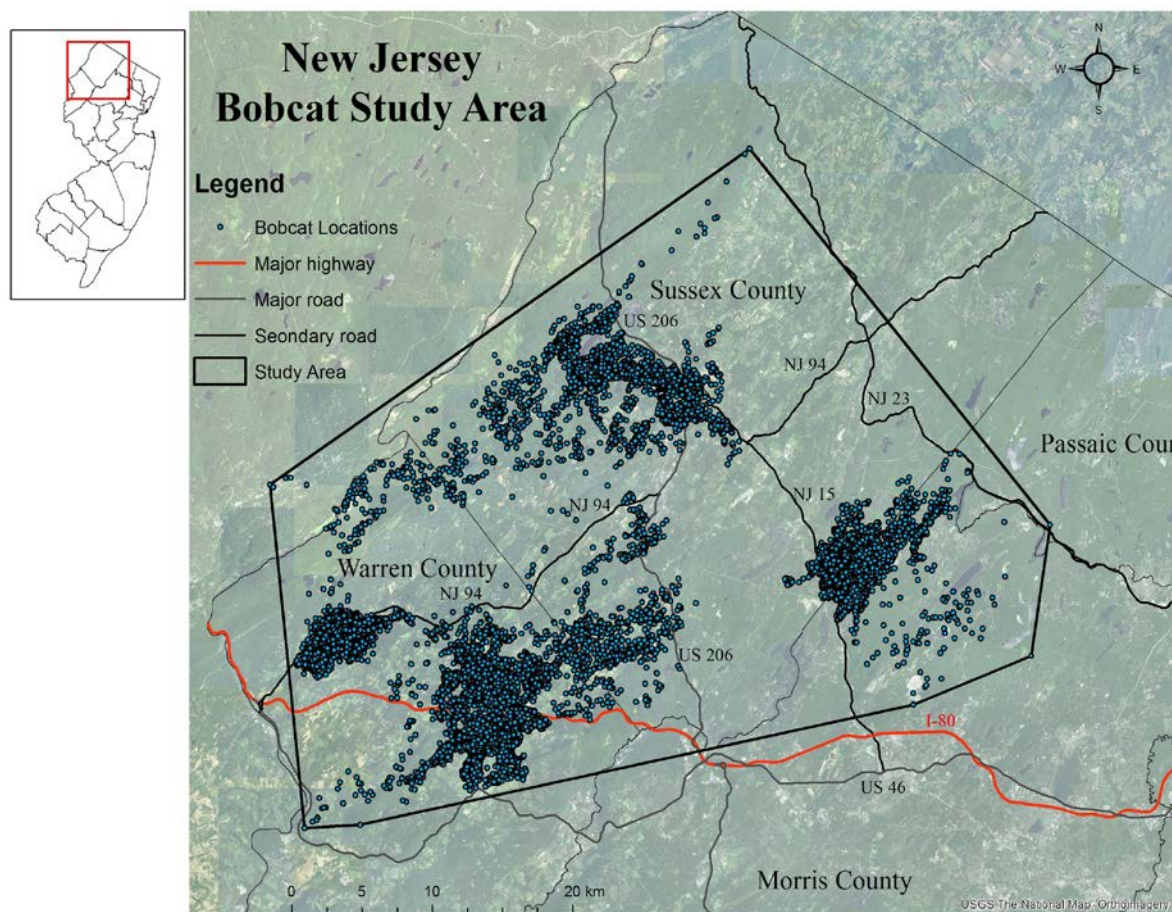 New Jersey
Bobcat Study Area
N
W E
S
Legend
Bobcat Locations
Major highway
Major road
Seondary road
Study Area
Sussex County
US 206
NJ 94
NJ 23
Passaic Coun
NJ 15
NJ 94
Warren County
NJ 94
US 206
I-80
US 46
0 5 10 20 km
Morris County
USGS The National Map: Orthoimagery